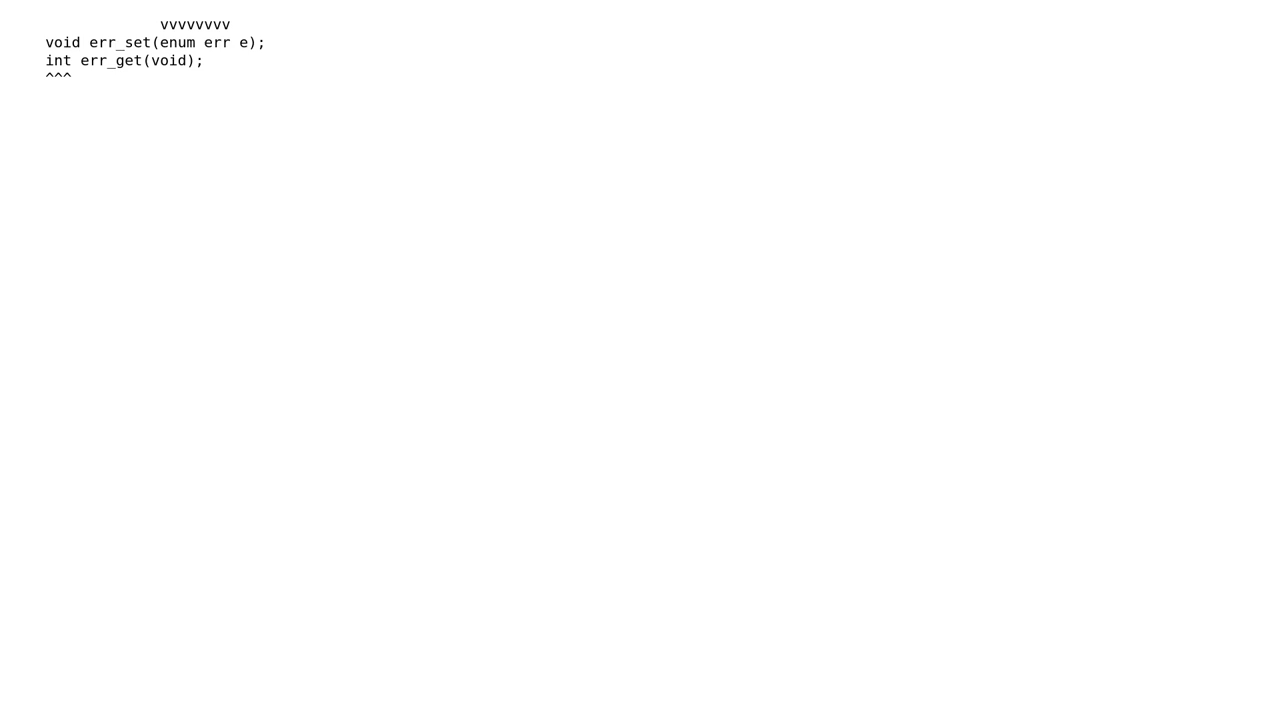 vvvvvvvv
void err_set(enum err e);
int err_get(void);
^^^